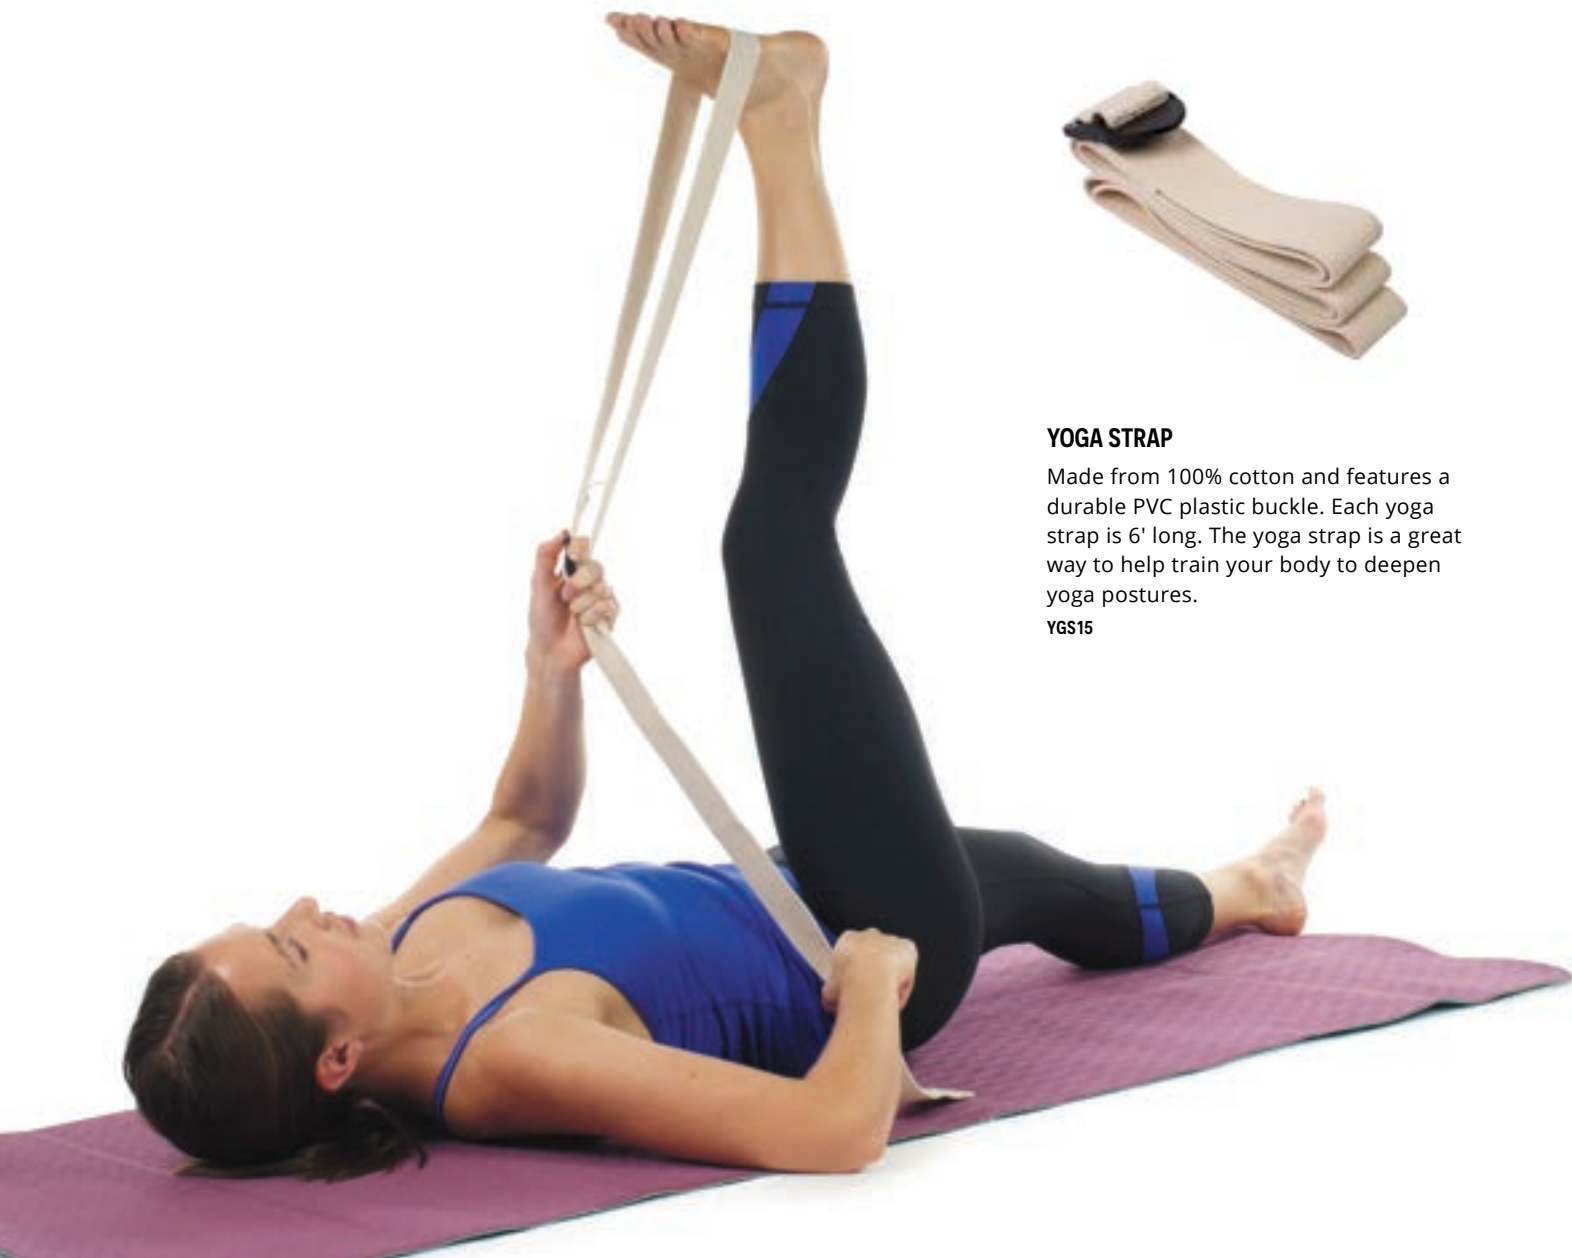 YOGA STRAP
Made from 100% cotton and features a
durable PVC plastic buckle. Each yoga
strap is 6' long. The yoga strap is a great
way to help train your body to deepen
yoga postures.
YGS15